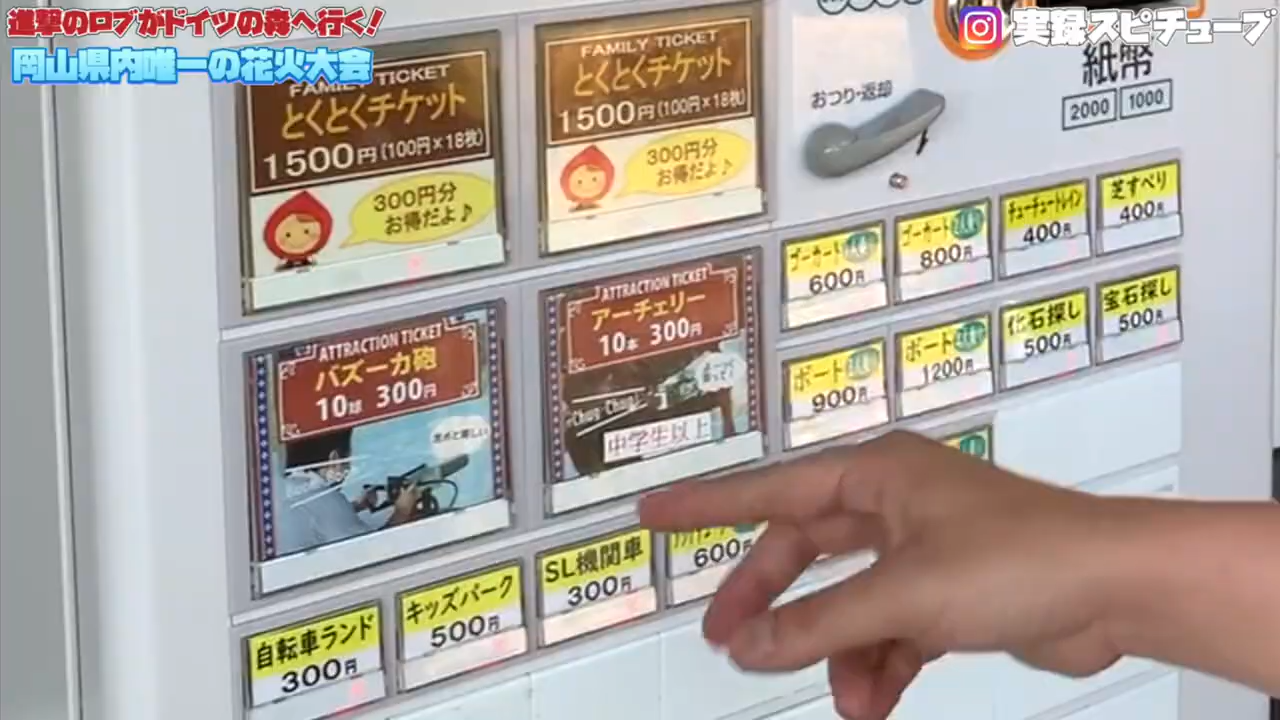 進撃のロブがドイツの森へ行く！
岡山県内唯一の花火大会
実録スピチューブ
FAMILY TICKET
とくとくチケット
1500円(100円×18枚)
300円分
お得だよ♪
FAMILY TICKET
とくとくチケット
1500円(100円×18枚)
300円分
お得だよ♪
おつり・返却
紙幣
2000 1000
ATTRACTION TICKET
バズーカ砲
10球 300円
ATTRACTION TICKET
アーチェリー
10本 300円
中学生以上
ゴーカート
600円
ゴーカート
800円
チューチュートレイン
400円
芝すべり
400円
ボート
900円
ボート
1200円
化石探し
500円
宝石探し
500円
自転車ランド
300円
キッズパーク
500円
SL機関車
300円
600円